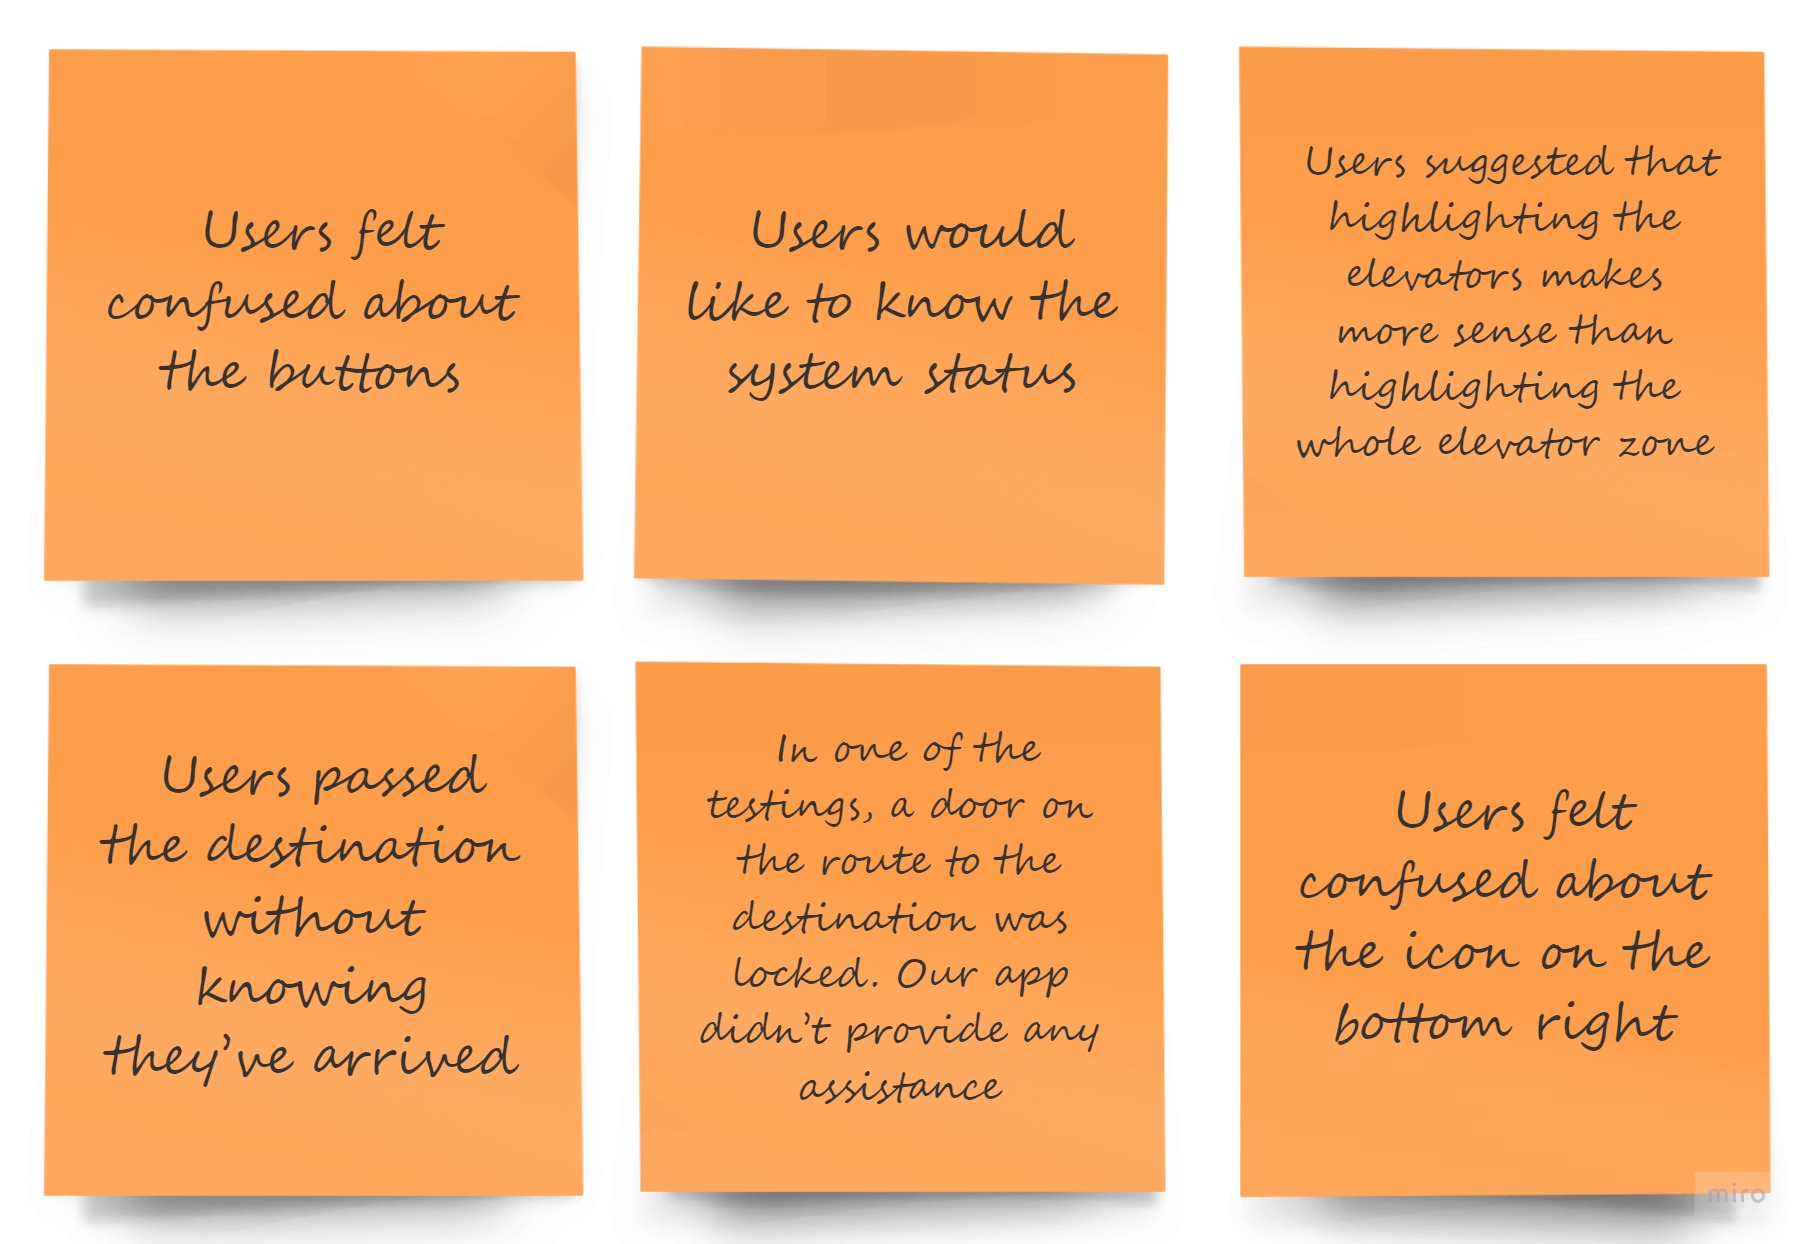 Users felt
confused about
the buttons
Users would
like to know the
system status
Users suggested that
highlighting the
elevators makes
more sense than
highlighting the
whole elevator zone
Users passed
the destination
without
knowing
they've arrived
In one of the
testings, a door on
the route to the
destination was
locked. Our app
didn't provide any
assistance
Users felt
confused about
the icon on the
bottom right
miro